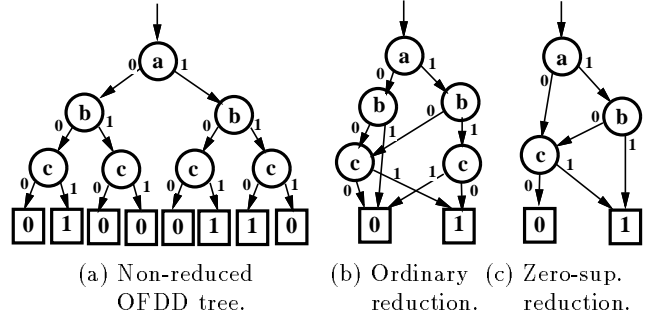 a
0 1
b b
0 1 0 1
c c c c
0 1 0 1 0 1 0 1
0 1 0 0 0 1 1 0
(a) Non-reduced
OFDD tree.
a
0 1
b b
0 1 0 1
c c
0 1 1 0
0 1
(b) Ordinary
reduction.
a
0 1
b
0 1
c
0 1
0 1
(c) Zero-sup.
reduction.